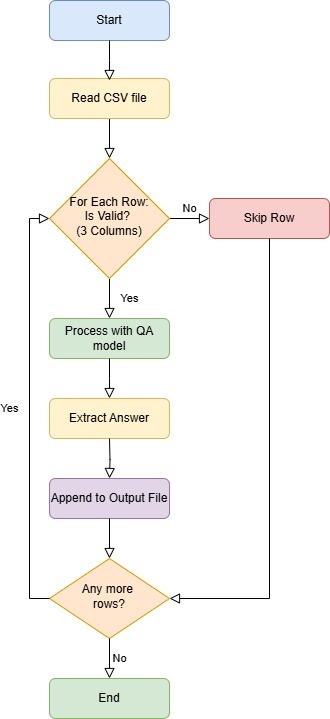 Start
Read CSV file
For Each Row:
Is Valid?
(3 Columns)
No
Skip Row
Yes
Process with QA
model
Yes
Extract Answer
Append to Output File
Any more
rows?
No
End